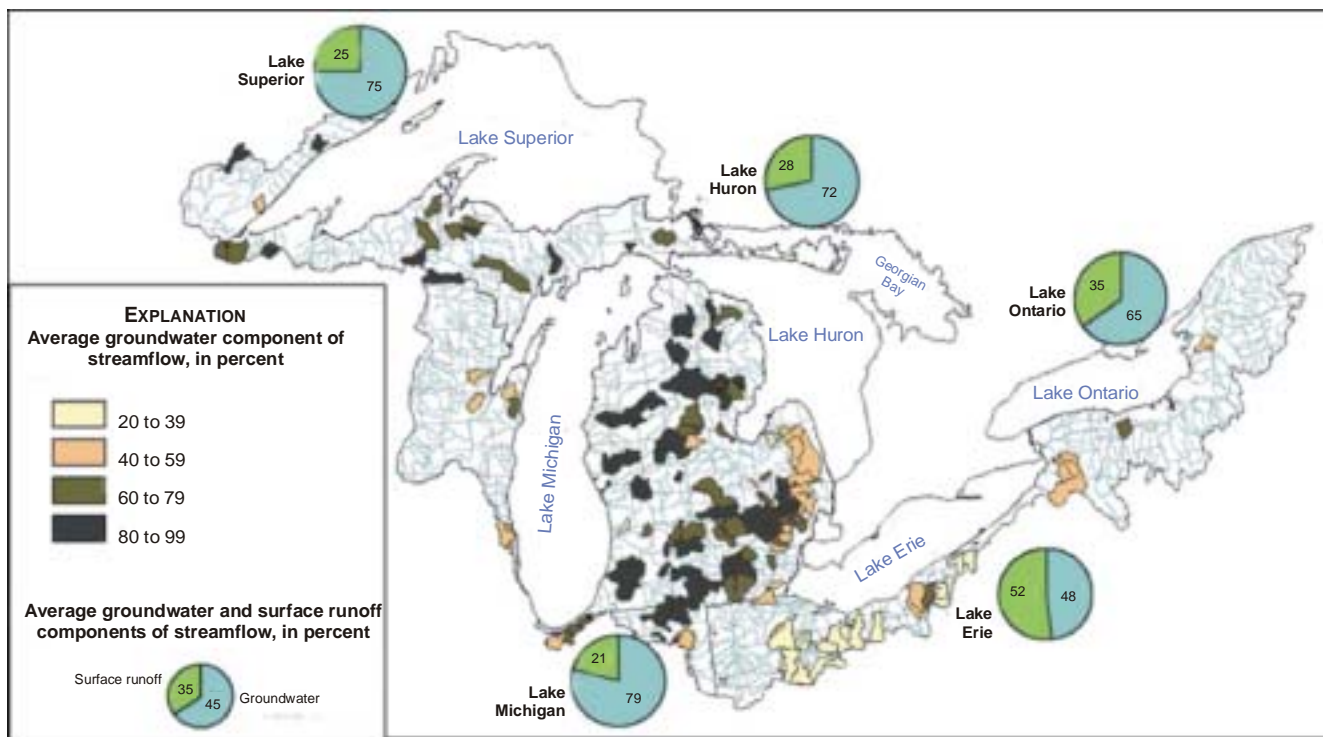 25
75
Lake
Superior
Lake Superior
Lake
Huron
28
72
Georgian
Bay
Lake
Ontario
35
65
Lake Huron
Lake Ontario
Lake Michigan
Lake Erie
52
48
Lake
Erie
21
79
Lake
Michigan
EXPLANATION
Average groundwater component of
streamflow, in percent
20 to 39
40 to 59
60 to 79
80 to 99
Average groundwater and surface runoff
components of streamflow, in percent
Surface runoff
35
45
Groundwater